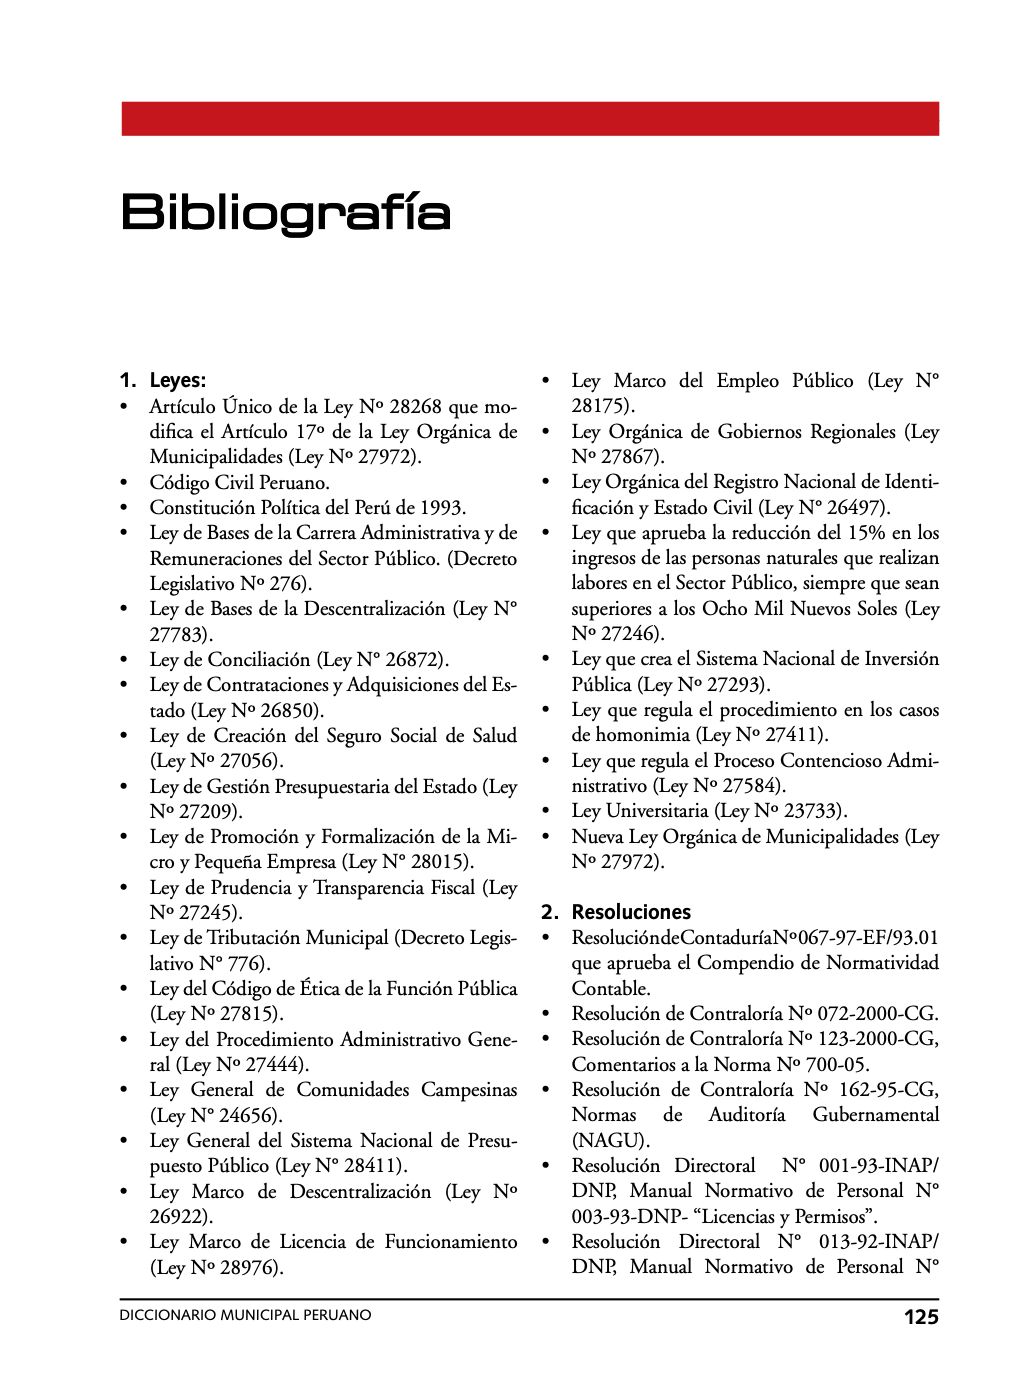 Bibliografía
1. Leyes:
• Artículo Único de la Ley Nº 28268 que mo-
difica el Artículo 17º de la Ley Orgánica de
Municipalidades (Ley Nº 27972).
• Código Civil Peruano.
• Constitución Política del Perú de 1993.
• Ley de Bases de la Carrera Administrativa y de
Remuneraciones del Sector Público. (Decreto
Legislativo Nº 276).
• Ley de Bases de la Descentralización (Ley N°
27783).
• Ley de Conciliación (Ley N° 26872).
• Ley de Contrataciones y Adquisiciones del Es-
tado (Ley Nº 26850).
• Ley de Creación del Seguro Social de Salud
(Ley Nº 27056).
• Ley de Gestión Presupuestaria del Estado (Ley
Nº 27209).
• Ley de Promoción y Formalización de la Mi-
cro y Pequeña Empresa (Ley N° 28015).
• Ley de Prudencia y Transparencia Fiscal (Ley
Nº 27245).
• Ley de Tributación Municipal (Decreto Legis-
lativo N° 776).
• Ley del Código de Ética de la Función Pública
(Ley Nº 27815).
• Ley del Procedimiento Administrativo Gene-
ral (Ley Nº 27444).
• Ley General de Comunidades Campesinas
(Ley N° 24656).
• Ley General del Sistema Nacional de Presu-
puesto Público (Ley N° 28411).
• Ley Marco de Descentralización (Ley Nº
26922).
• Ley Marco de Licencia de Funcionamiento
(Ley Nº 28976).
• Ley Marco del Empleo Público (Ley N°
28175).
• Ley Orgánica de Gobiernos Regionales (Ley
Nº 27867).
• Ley Orgánica del Registro Nacional de Identi-
ficación y Estado Civil (Ley N° 26497).
• Ley que aprueba la reducción del 15% en los
ingresos de las personas naturales que realizan
labores en el Sector Público, siempre que sean
superiores a los Ocho Mil Nuevos Soles (Ley
Nº 27246).
• Ley que crea el Sistema Nacional de Inversión
Pública (Ley Nº 27293).
• Ley que regula el procedimiento en los casos
de homonimia (Ley Nº 27411).
• Ley que regula el Proceso Contencioso Admi-
nistrativo (Ley Nº 27584).
• Ley Universitaria (Ley Nº 23733).
• Nueva Ley Orgánica de Municipalidades (Ley
Nº 27972).
2. Resoluciones
• Resolución de Contaduría Nº 067-97-EF/93.01
que aprueba el Compendio de Normatividad
Contable.
• Resolución de Contraloría Nº 072-2000-CG.
• Resolución de Contraloría Nº 123-2000-CG,
Comentarios a la Norma Nº 700-05.
• Resolución de Contraloría Nº 162-95-CG,
Normas de Auditoría Gubernamental
(NAGU).
• Resolución Directoral N° 001-93-INAP/
DNP, Manual Normativo de Personal N°
003-93-DNP- “Licencias y Permisos”.
• Resolución Directoral N° 013-92-INAP/
DNP, Manual Normativo de Personal N°
DICCIONARIO MUNICIPAL PERUANO
125